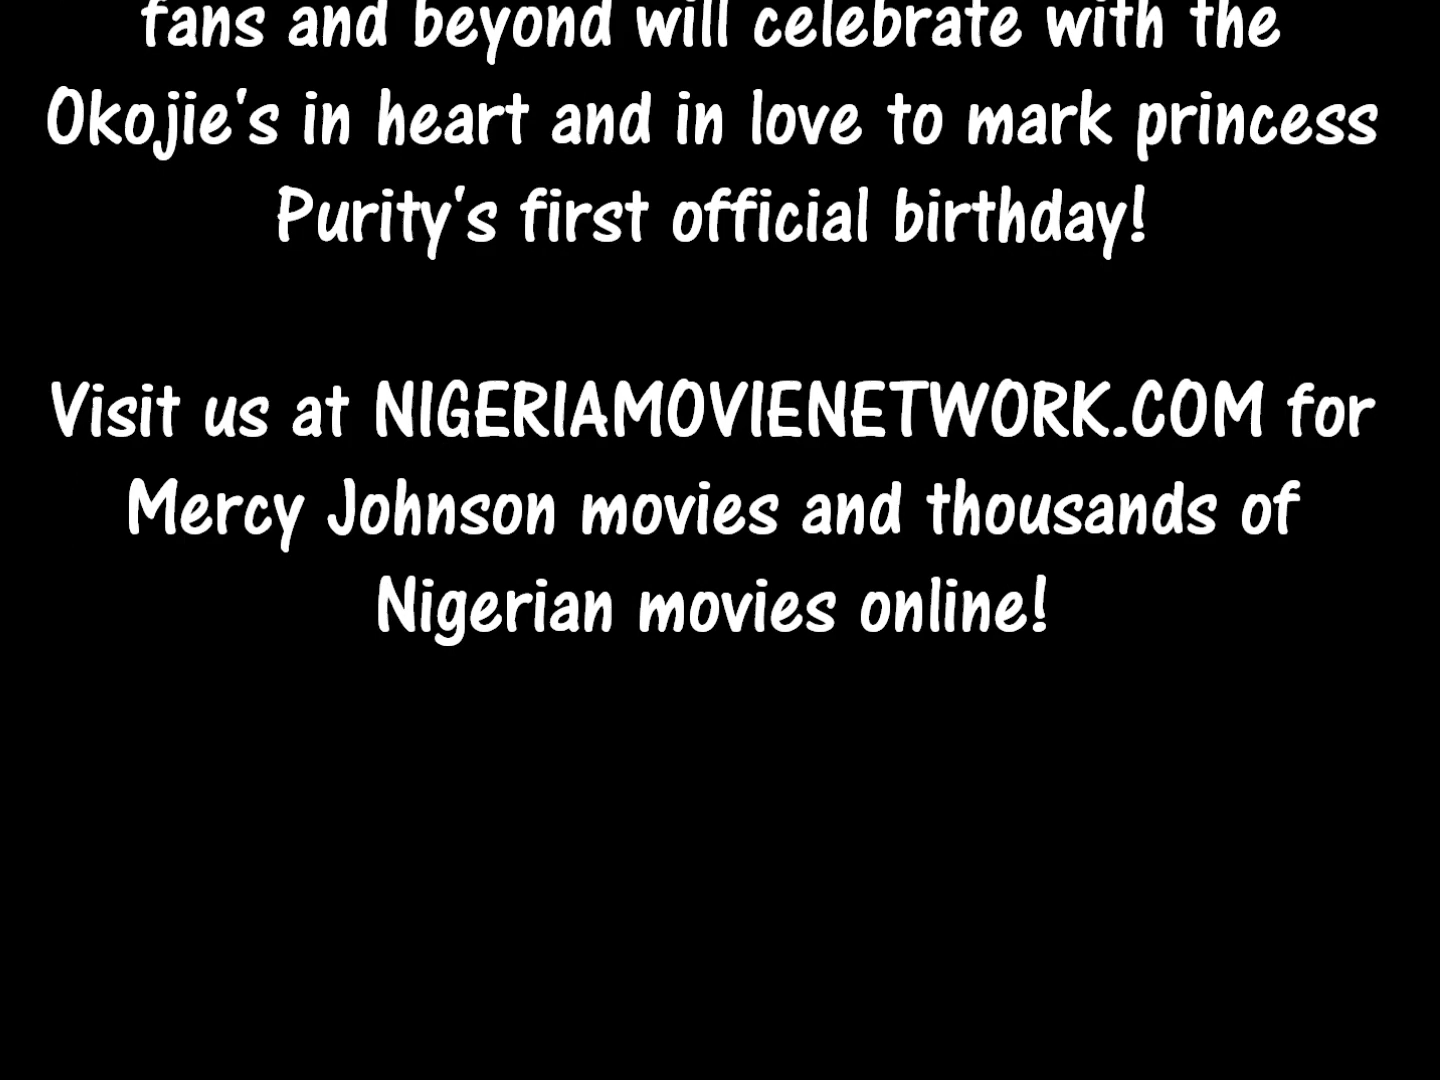 fans and beyond will celebrate with the
Okojie's in heart and in love to mark princess
Purity's first official birthday!
Visit us at NIGERIAMOVIENETWORK.COM for
Mercy Johnson movies and thousands of
Nigerian movies online!